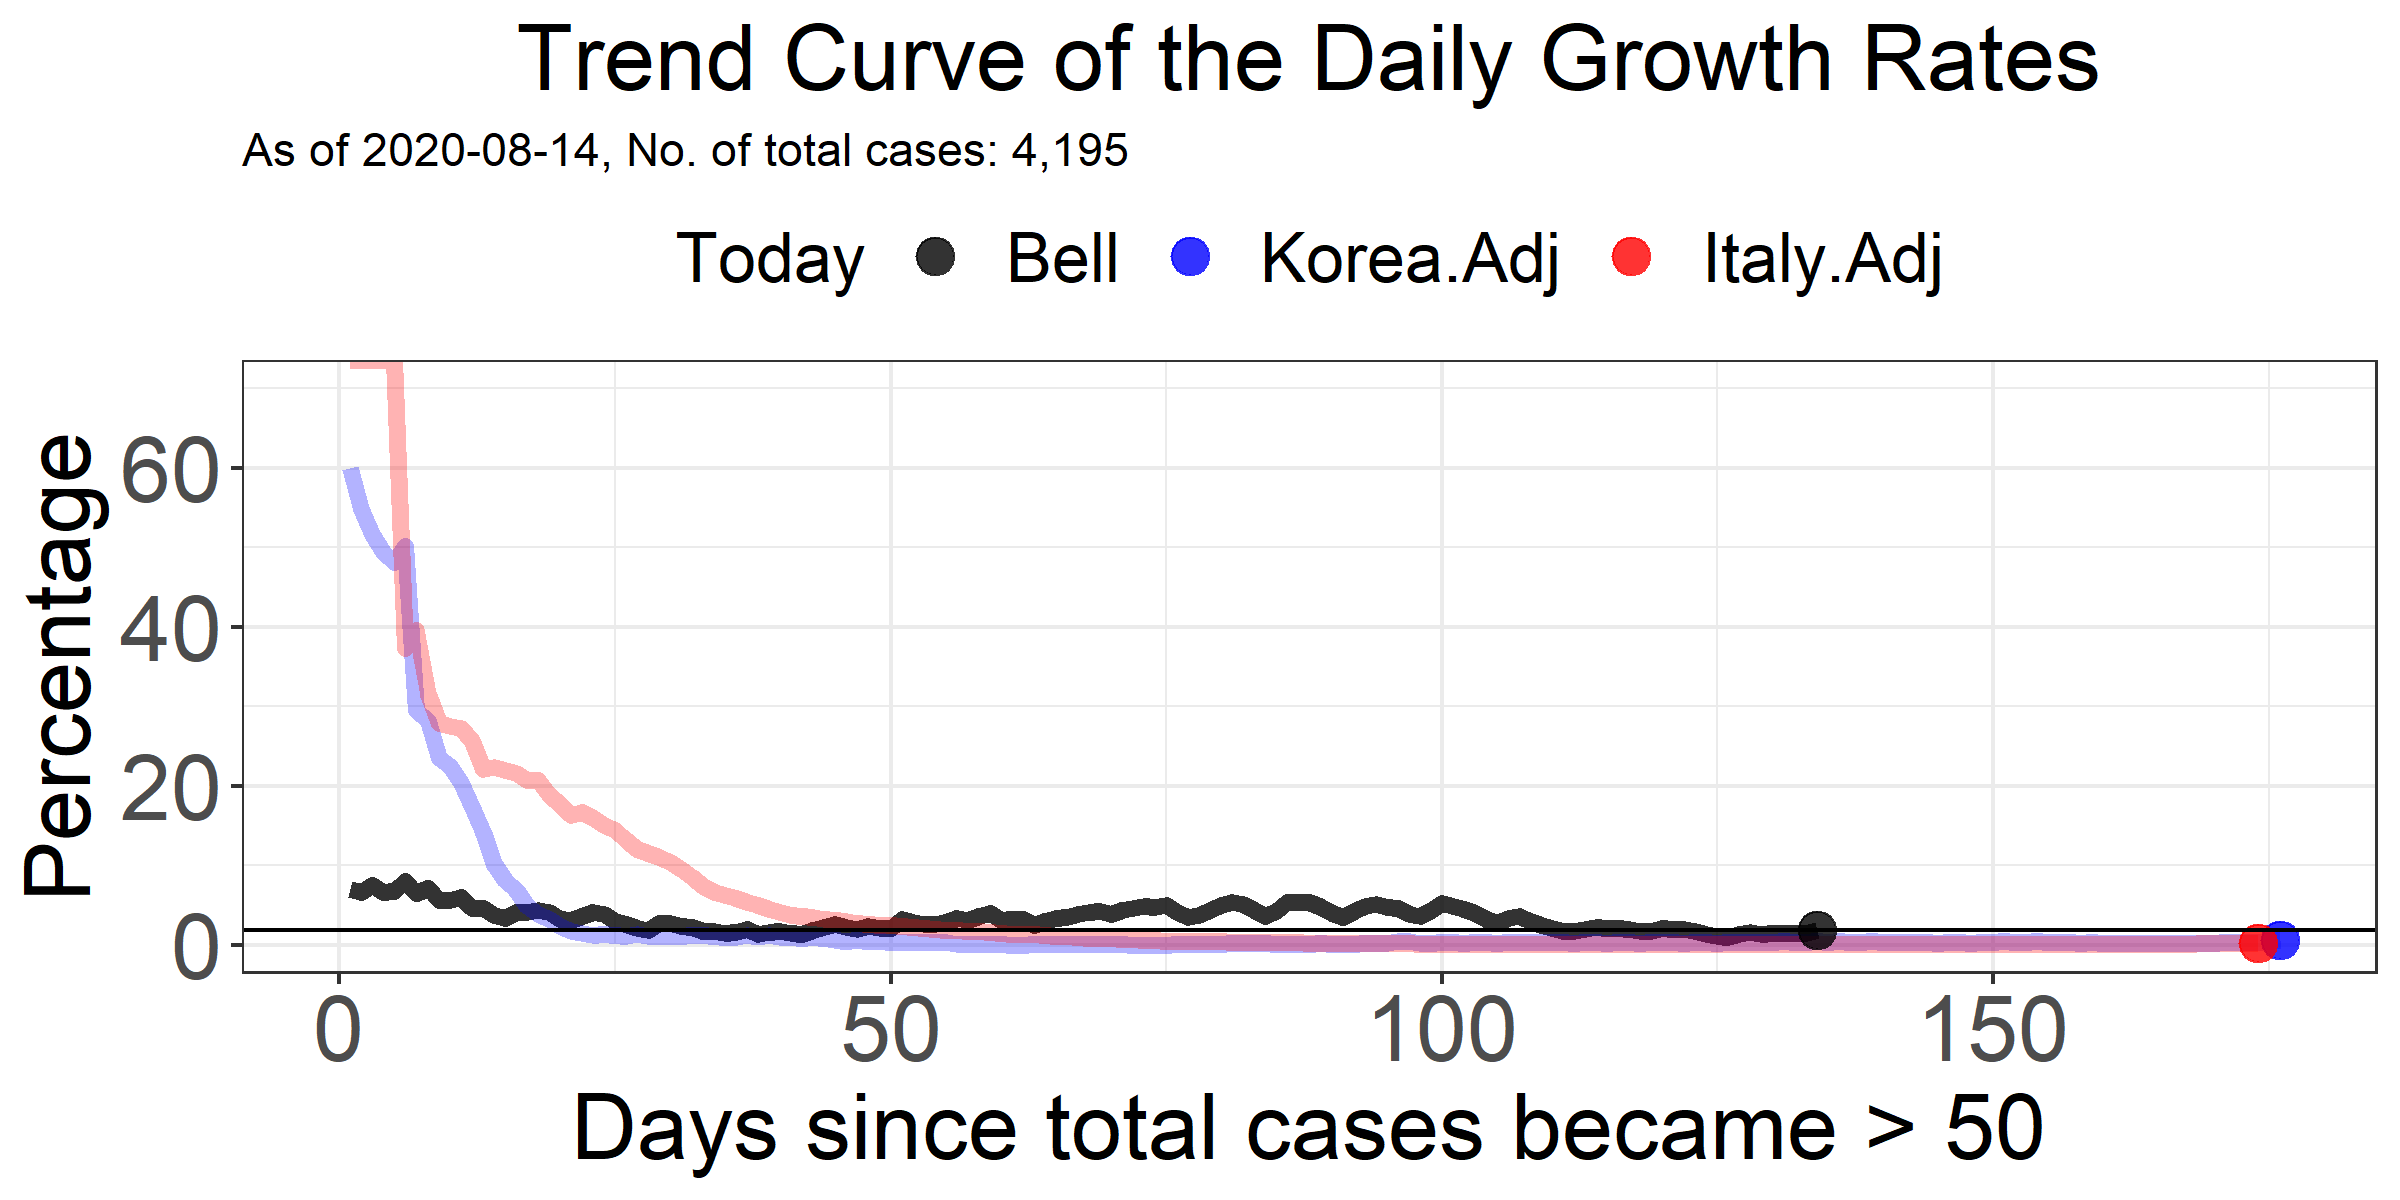 Trend Curve of the Daily Growth Rates
As of 2020-08-14, No. of total cases: 4,195
Today Bell Korea.Adj Italy.Adj
Percentage
60
40
20
0
0 50 100 150
Days since total cases became > 50